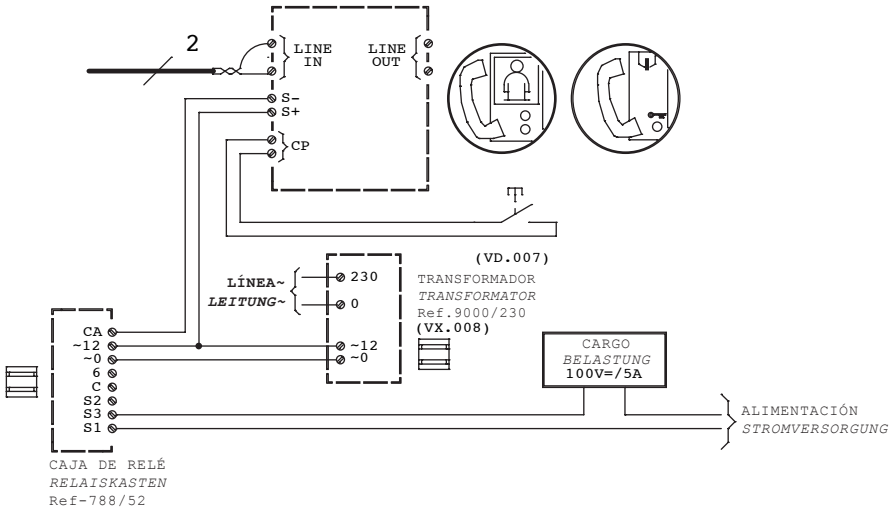 2
LINE
IN
LINE
OUT
S-
S+
CP
(VD.007)
LÍNEA~
LEITUNG~
230
0
~12
~0
TRANSFORMADOR
TRANSFORMATOR
Ref.9000/230
(VX.008)
CA
~12
~0
6
C
S2
S3
S1
CARGO
BELASTUNG
100V=/5A
ALIMENTACIÓN
STROMVERSORGUNG
CAJA DE RELÉ
RELAISKASTEN
Ref-788/52